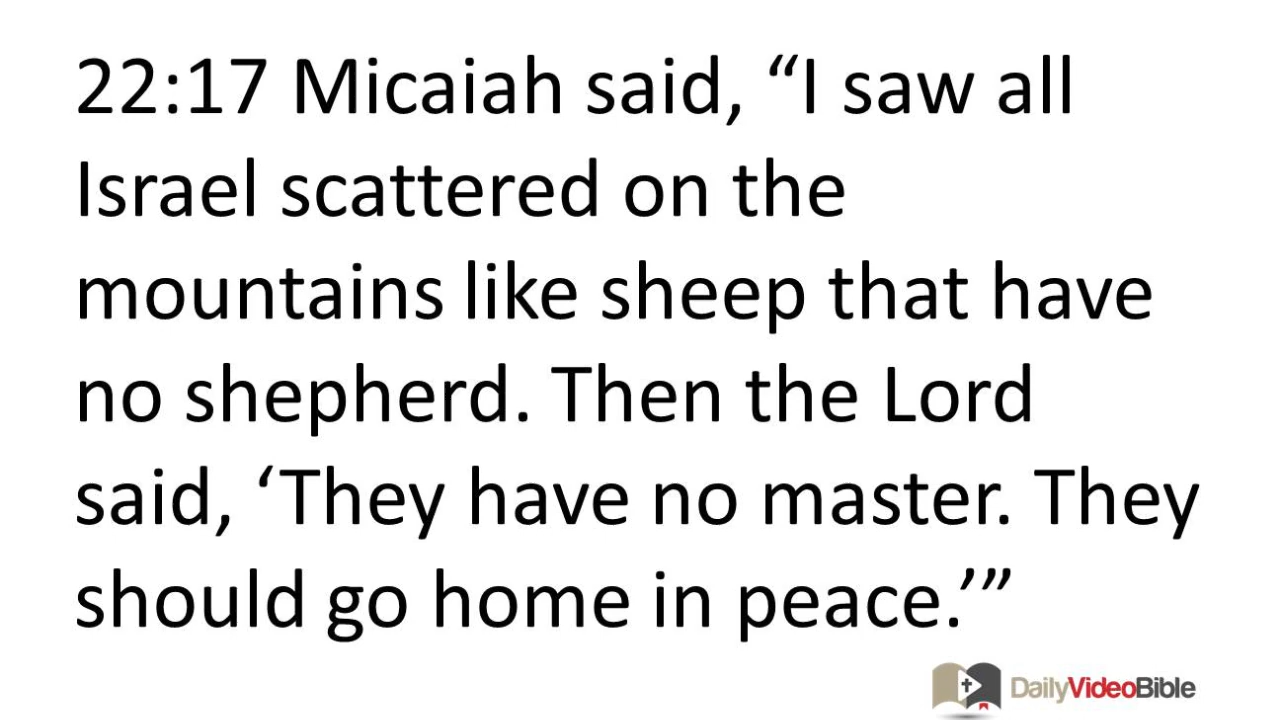 22:17 Micaiah said, “I saw all
Israel scattered on the
mountains like sheep that have
no shepherd. Then the Lord
said, ‘They have no master. They
should go home in peace.’”
DailyVideoBible